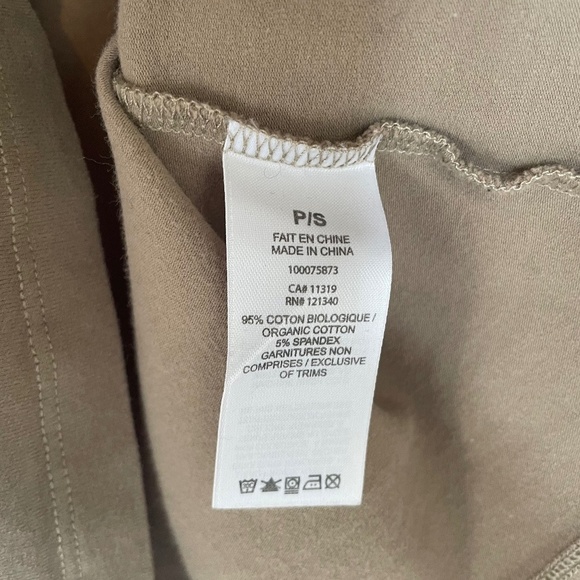 P/S
FAIT EN CHINE
MADE IN CHINA
100075873
CA# 11319
RN# 121340
95% COTON BIOLOGIQUE /
ORGANIC COTTON
5% SPANDEX
GARNITURES NON
COMPRISES / EXCLUSIVE
OF TRIMS